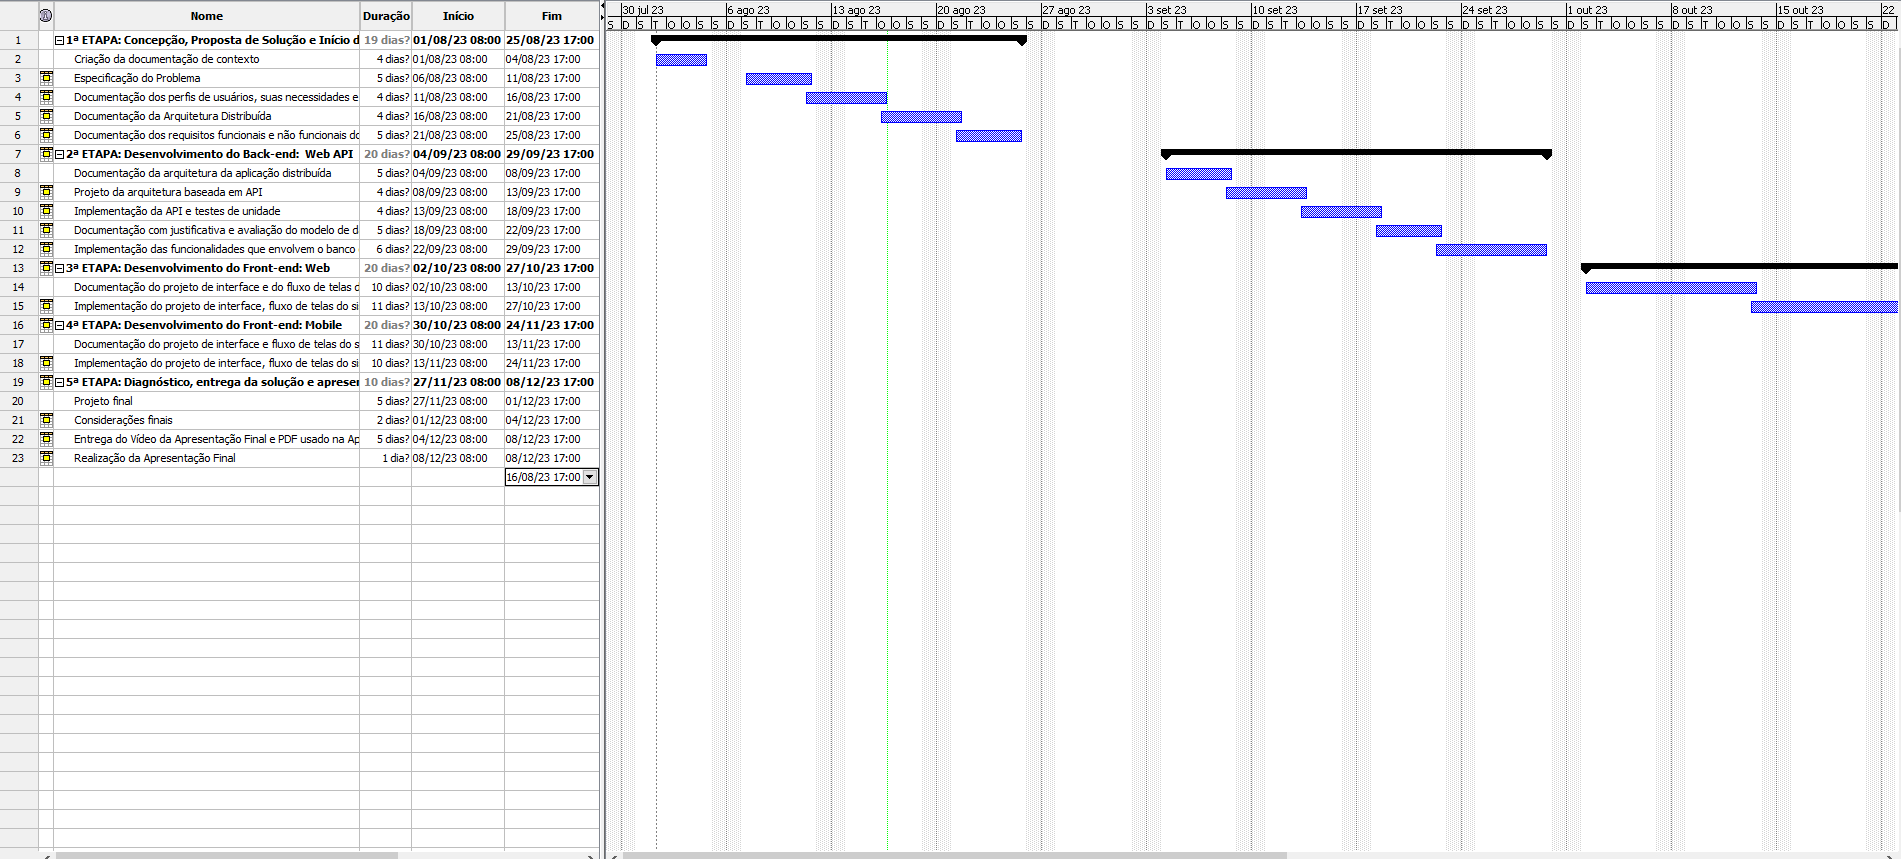 Nome Duração Início Fim
30 jul 23 6 ago 23 13 ago 23 20 ago 23 27 ago 23 3 set 23 10 set 23 17 set 23 24 set 23 1 out 23 8 out 23 15 out 23 22
S D S T O O S S D S T O O S S D S T O O S S D S T O O S S D S T O O S S D S T O O S S D S T O O S S D S T O O S S D S T O O S S D S T O O S S D S T O O S S D S T O O S S D
1 1ª ETAPA: Concepção, Proposta de Solução e Início d 19 dias? 01/08/23 08:00 25/08/23 17:00
2 Criação da documentação de contexto 4 dias? 01/08/23 08:00 04/08/23 17:00
3 Especificação do Problema 5 dias? 06/08/23 08:00 11/08/23 17:00
4 Documentação dos perfis de usuários, suas necessidades e 4 dias? 11/08/23 08:00 16/08/23 17:00
5 Documentação da Arquitetura Distribuída 4 dias? 16/08/23 08:00 21/08/23 17:00
6 Documentação dos requisitos funcionais e não funcionais do 5 dias? 21/08/23 08:00 25/08/23 17:00
7 2ª ETAPA: Desenvolvimento do Back-end: Web API 20 dias? 04/09/23 08:00 29/09/23 17:00
8 Documentação da arquitetura da aplicação distribuída 5 dias? 04/09/23 08:00 08/09/23 17:00
9 Projeto da arquitetura baseada em API 4 dias? 08/09/23 08:00 13/09/23 17:00
10 Implementação da API e testes de unidade 4 dias? 13/09/23 08:00 18/09/23 17:00
11 Documentação com justificativa e avaliação do modelo de d 5 dias? 18/09/23 08:00 22/09/23 17:00
12 Implementação das funcionalidades que envolvem o banco 6 dias? 22/09/23 08:00 29/09/23 17:00
13 3ª ETAPA: Desenvolvimento do Front-end: Web 20 dias? 02/10/23 08:00 27/10/23 17:00
14 Documentação do projeto de interface e do fluxo de telas d 10 dias? 02/10/23 08:00 13/10/23 17:00
15 Implementação do projeto de interface, fluxo de telas do si 11 dias? 13/10/23 08:00 27/10/23 17:00
16 4ª ETAPA: Desenvolvimento do Front-end: Mobile 20 dias? 30/10/23 08:00 24/11/23 17:00
17 Documentação do projeto de interface e fluxo de telas do s 11 dias? 30/10/23 08:00 13/11/23 17:00
18 Implementação do projeto de interface, fluxo de telas do si 10 dias? 13/11/23 08:00 24/11/23 17:00
19 5ª ETAPA: Diagnóstico, entrega da solução e apreser 10 dias? 27/11/23 08:00 08/12/23 17:00
20 Projeto final 5 dias? 27/11/23 08:00 01/12/23 17:00
21 Considerações finais 2 dias? 01/12/23 08:00 04/12/23 17:00
22 Entrega do Vídeo da Apresentação Final e PDF usado na Ap 5 dias? 04/12/23 08:00 08/12/23 17:00
23 Realização da Apresentação Final 1 dia? 08/12/23 08:00 08/12/23 17:00
16/08/23 17:00